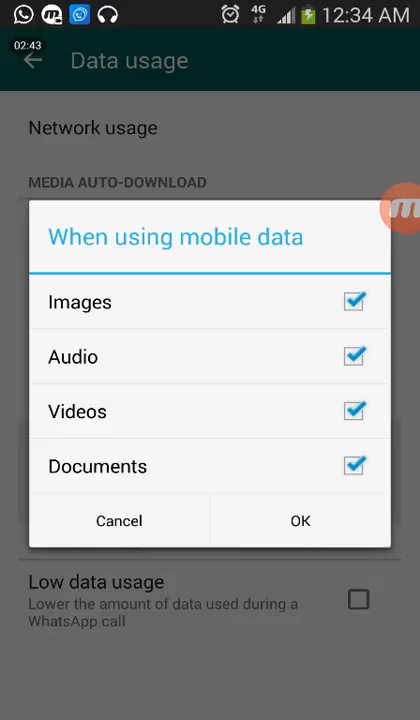 4G
12:34 AM
02:43
Data usage
Network usage
MEDIA AUTO-DOWNLOAD
When using mobile data
Images
Audio
Videos
Documents
Cancel
OK
Low data usage
Lower the amount of data used during a
WhatsApp call